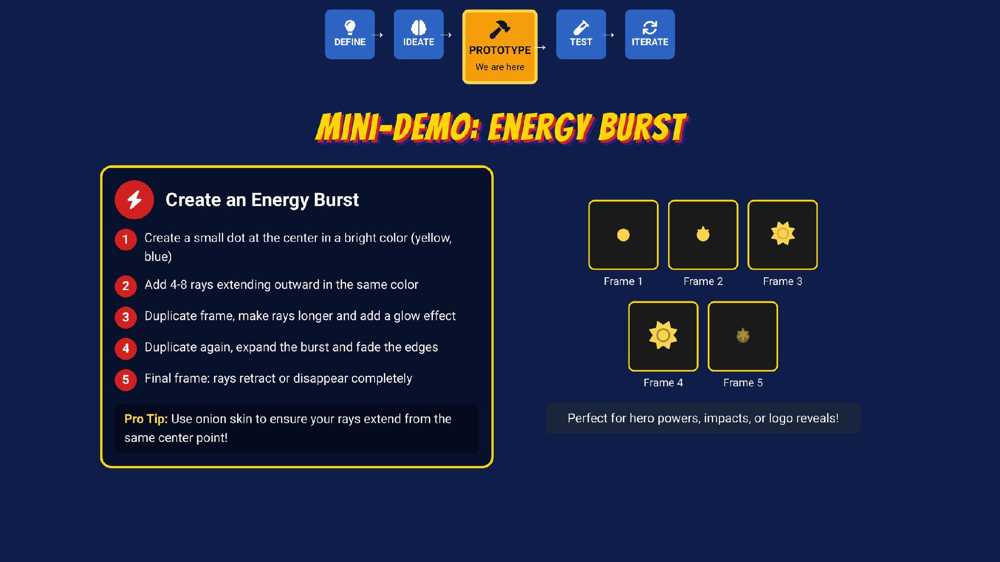 DEFINE
→
IDEATE
→
PROTOTYPE
We are here
→
TEST
→
ITERATE
MINI-DEMO: ENERGY BURST
Create an Energy Burst
1 Create a small dot at the center in a bright color (yellow,
blue)
2 Add 4-8 rays extending outward in the same color
3 Duplicate frame, make rays longer and add a glow effect
4 Duplicate again, expand the burst and fade the edges
5 Final frame: rays retract or disappear completely
Pro Tip: Use onion skin to ensure your rays extend from the
same center point!
Frame 1
Frame 2
Frame 3
Frame 4
Frame 5
Perfect for hero powers, impacts, or logo reveals!